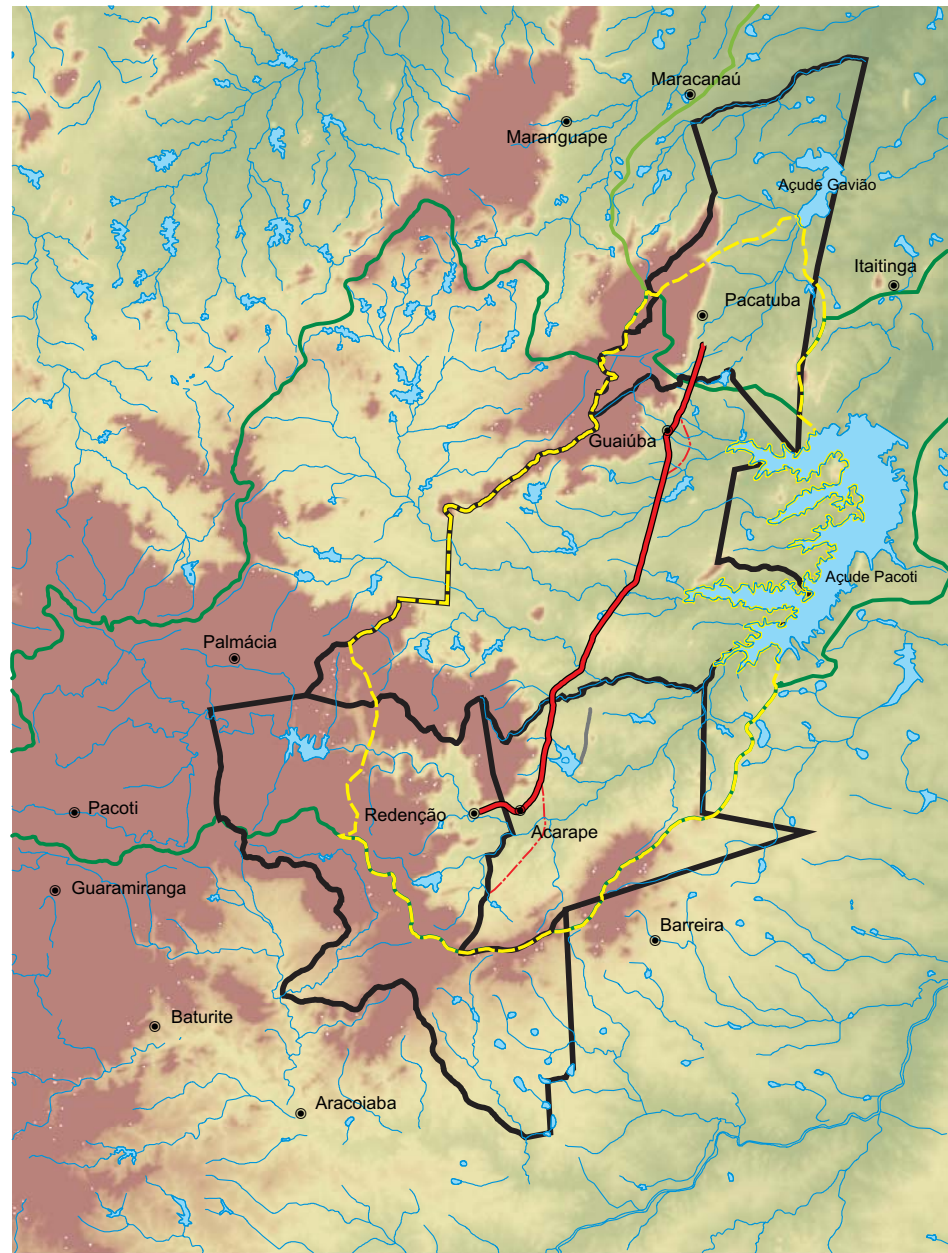 Maracanaú
Maranguape
Açude Gavião
Itaitinga
Pacatuba
Guaiúba
Açude Pacoti
Palmácia
Pacoti
Redenção
Acarape
Guaramiranga
Barreira
Baturite
Aracoiaba